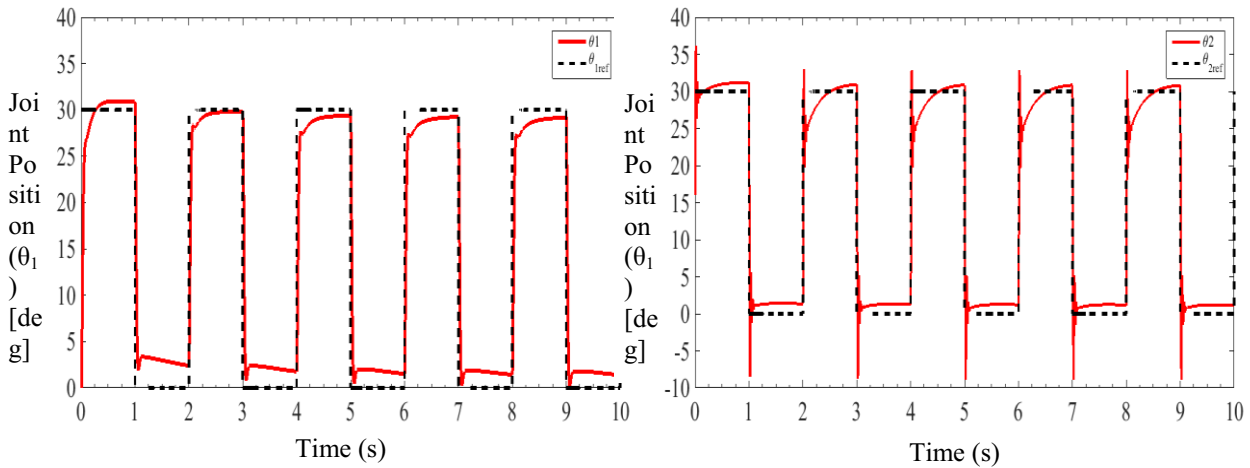 Joi
nt
Po
siti
on
(θ₁
)
[de
g]
40
35
30
25
20
15
10
5
0
θ1
θ1ref
0 1 2 3 4 5 6 7 8 9 10
Time (s)
Joi
nt
Po
siti
on
(θ₁
)
[de
g]
40
35
30
25
20
15
10
5
0
-5
-10
θ2
θ2ref
0 1 2 3 4 5 6 7 8 9 10
Time (s)